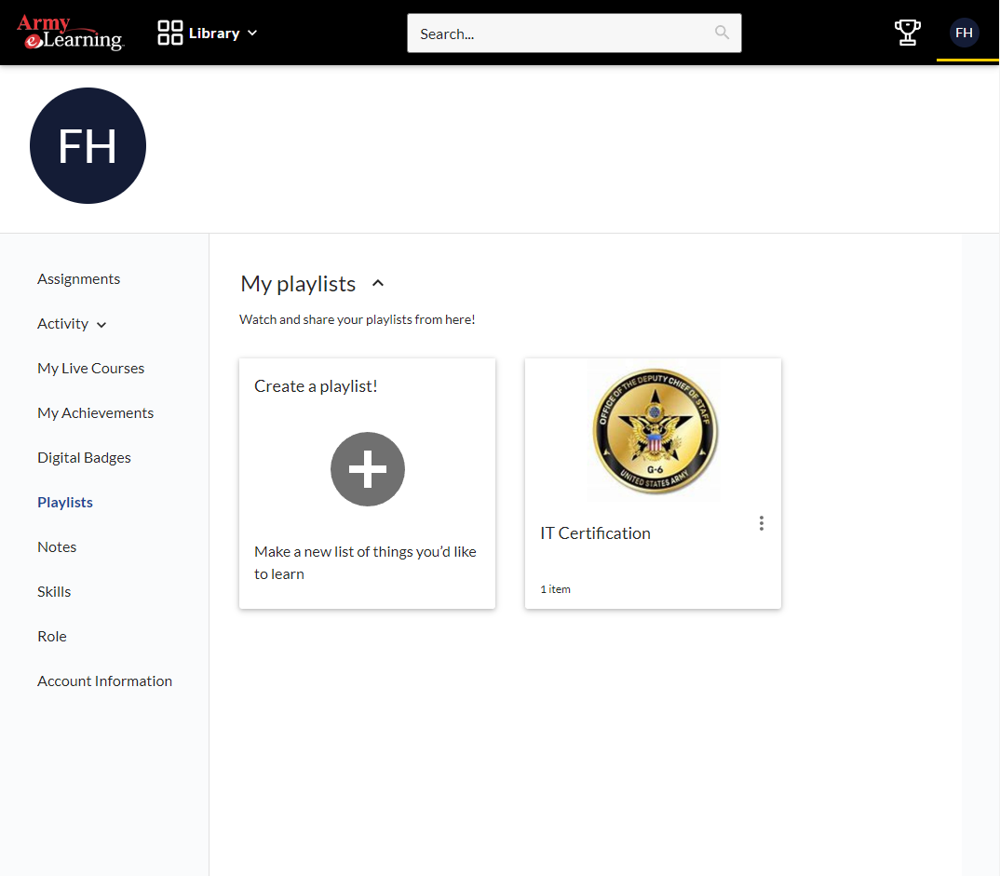 Army
eLearning
Library
Search...
FH
FH
Assignments
Activity
My Live Courses
My Achievements
Digital Badges
Playlists
Notes
Skills
Role
Account Information
My playlists
Watch and share your playlists from here!
Create a playlist!
Make a new list of things you’d like
to learn
OFFICE OF THE DEPUTY CHIEF OF STAFF
G-6
UNITED STATES ARMY
IT Certification
1 item